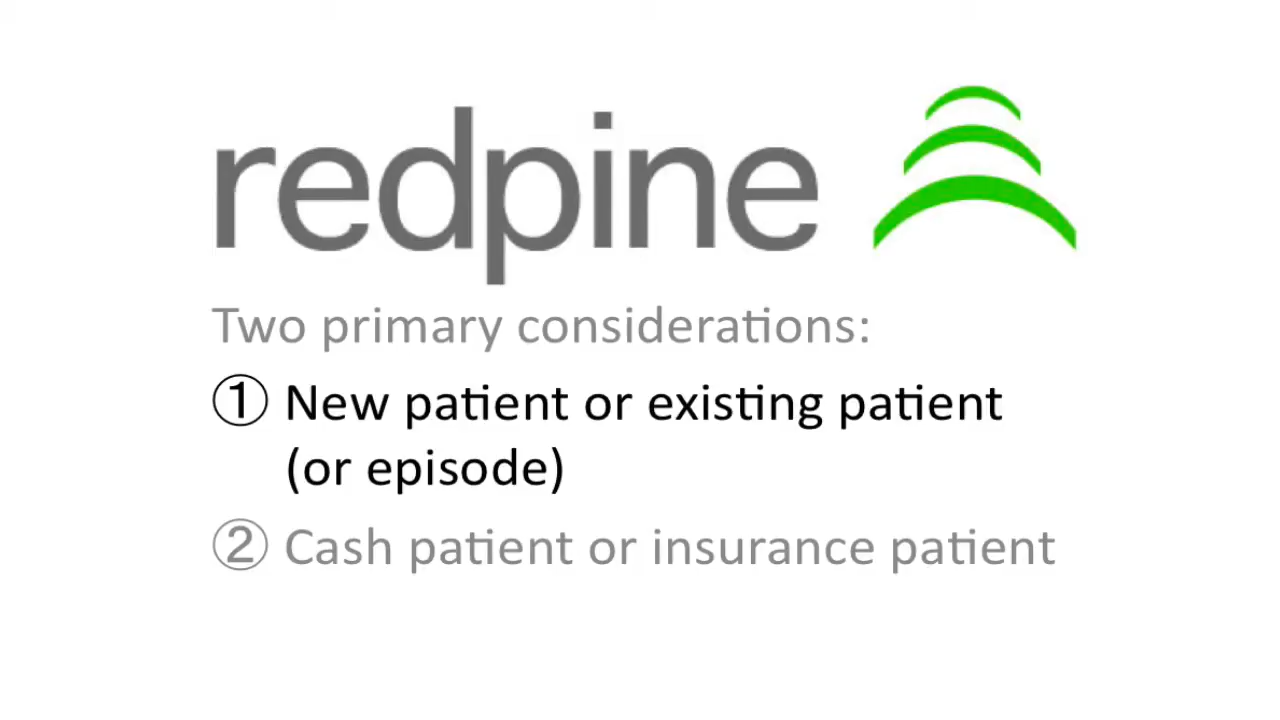 redpine
Two primary considerations:
① New patient or existing patient
(or episode)
② Cash patient or insurance patient